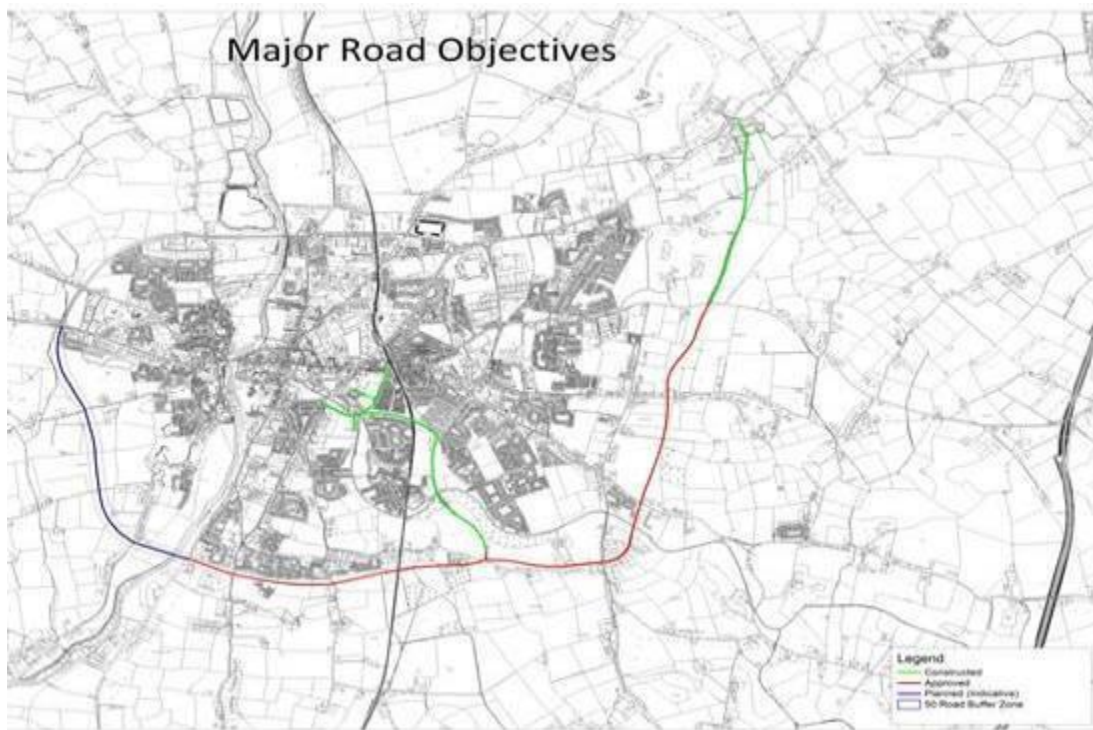 Major Road Objectives
Legend
Constructed
Approved
Planned (Indicative)
50 Road Buffer Zone